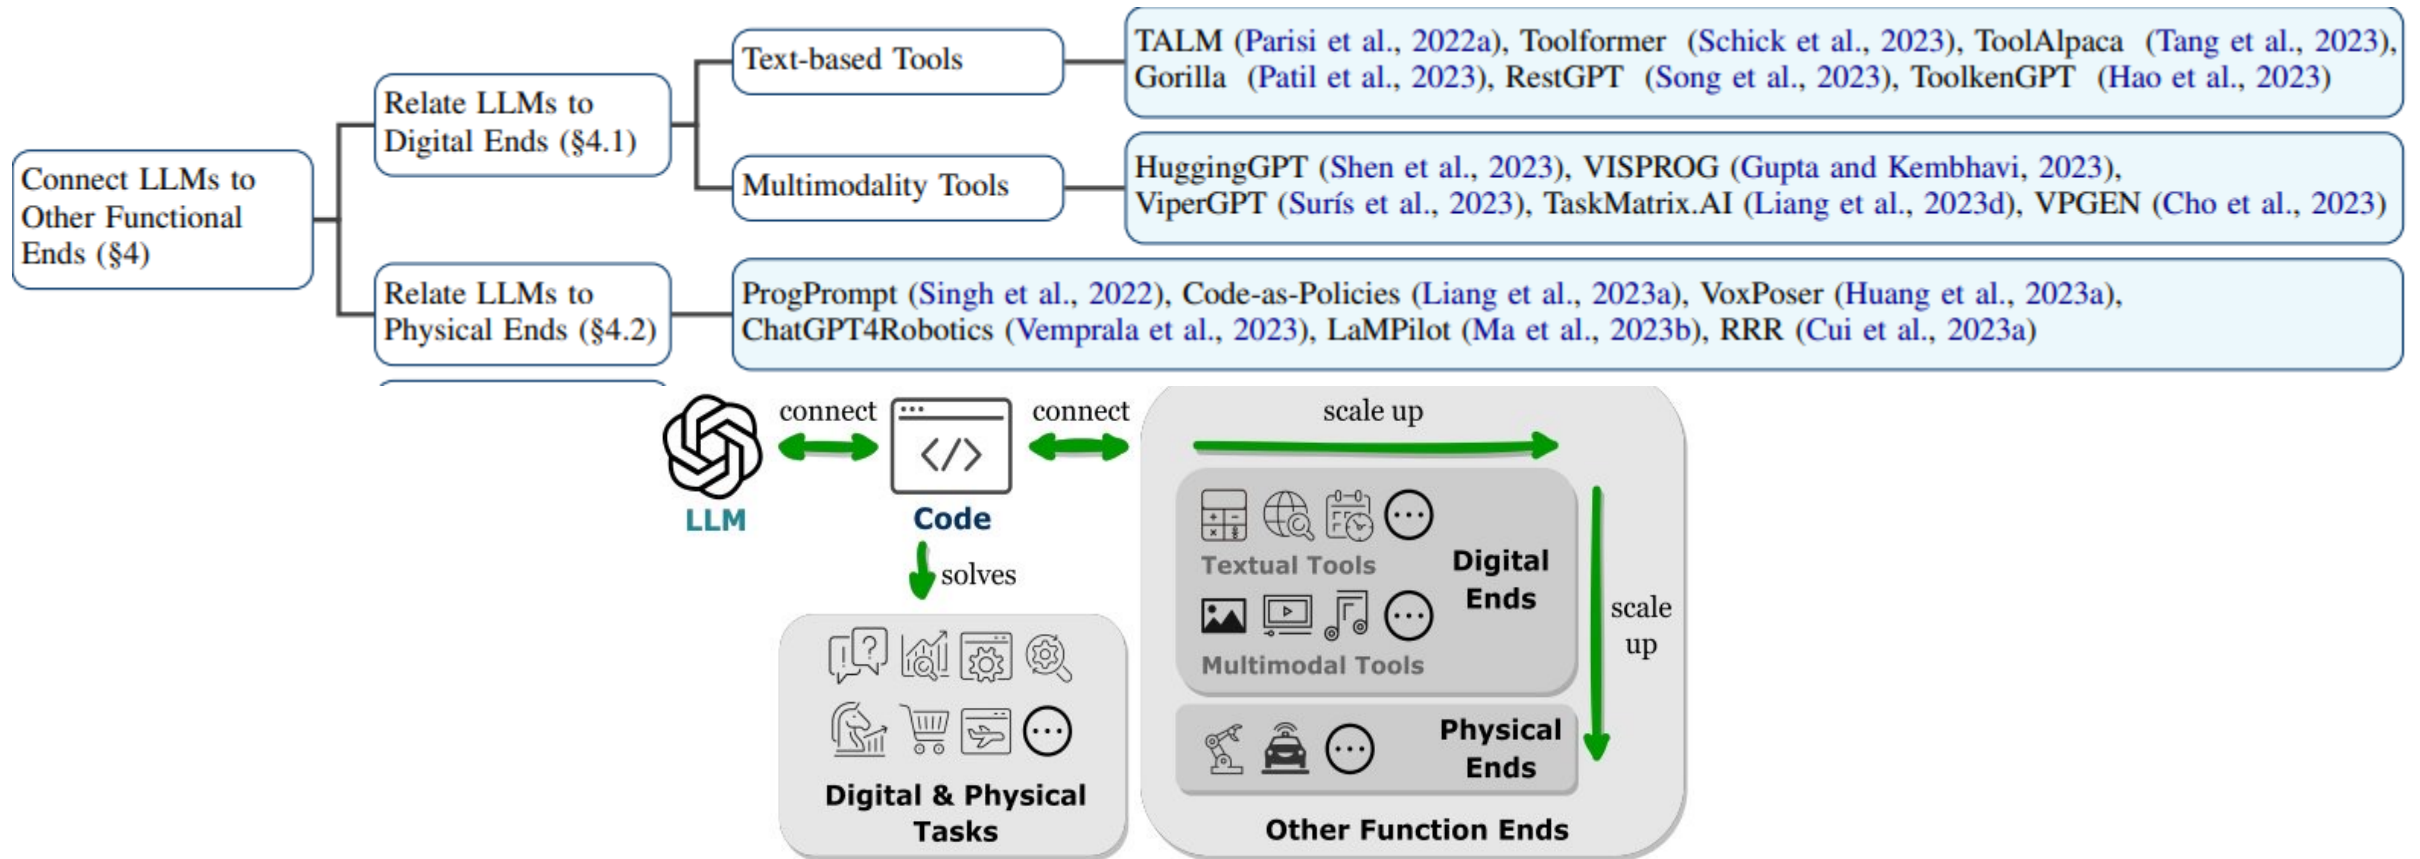 Connect LLMs to
Other Functional
Ends (§4)
Relate LLMs to
Digital Ends (§4.1)
Text-based Tools
TALM (Parisi et al., 2022a), Toolformer (Schick et al., 2023), ToolAlpaca (Tang et al., 2023),
Gorilla (Patil et al., 2023), RestGPT (Song et al., 2023), ToolkenGPT (Hao et al., 2023)
Multimodality Tools
HuggingGPT (Shen et al., 2023), VISPROG (Gupta and Kembhavi, 2023),
ViperGPT (Surís et al., 2023), TaskMatrix.AI (Liang et al., 2023d), VPGEN (Cho et al., 2023)
Relate LLMs to
Physical Ends (§4.2)
ProgPrompt (Singh et al., 2022), Code-as-Policies (Liang et al., 2023a), VoxPoser (Huang et al., 2023a),
ChatGPT4Robotics (Vemprala et al., 2023), LaMPilot (Ma et al., 2023b), RRR (Cui et al., 2023a)
LLM
connect
</>
Code
connect
solves
Digital & Physical
Tasks
scale up
Textual Tools
Digital
Ends
Multimodal Tools
scale
up
Physical
Ends
Other Function Ends